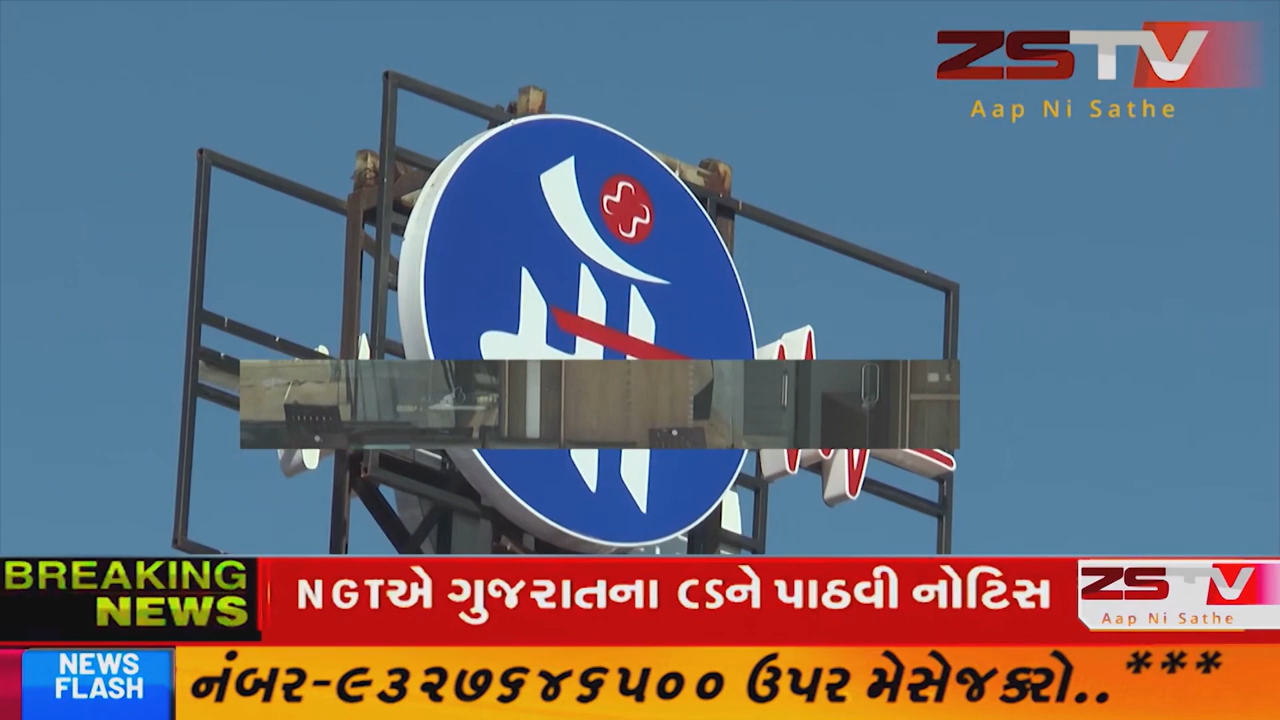 ZSTV
Aap Ni Sathe
BREAKING
NEWS
NGTએ ગુજરાતના CSને પાઠવી નોટિસ
ZSTV
Aap Ni Sathe
NEWS
FLASH
નંબર-૯૩૨૭૬૪૬૫૦૦ ઉપર મેસેજ કરો.. ***